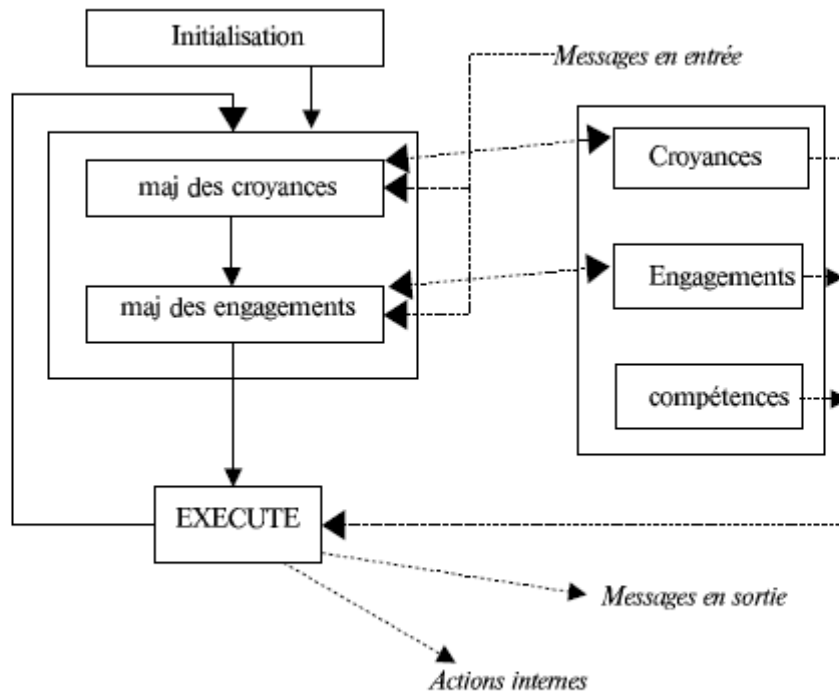 Initialisation
Messages en entrée
maj des croyances
Croyances
maj des engagements
Engagements
compétences
EXECUTE
Messages en sortie
Actions internes